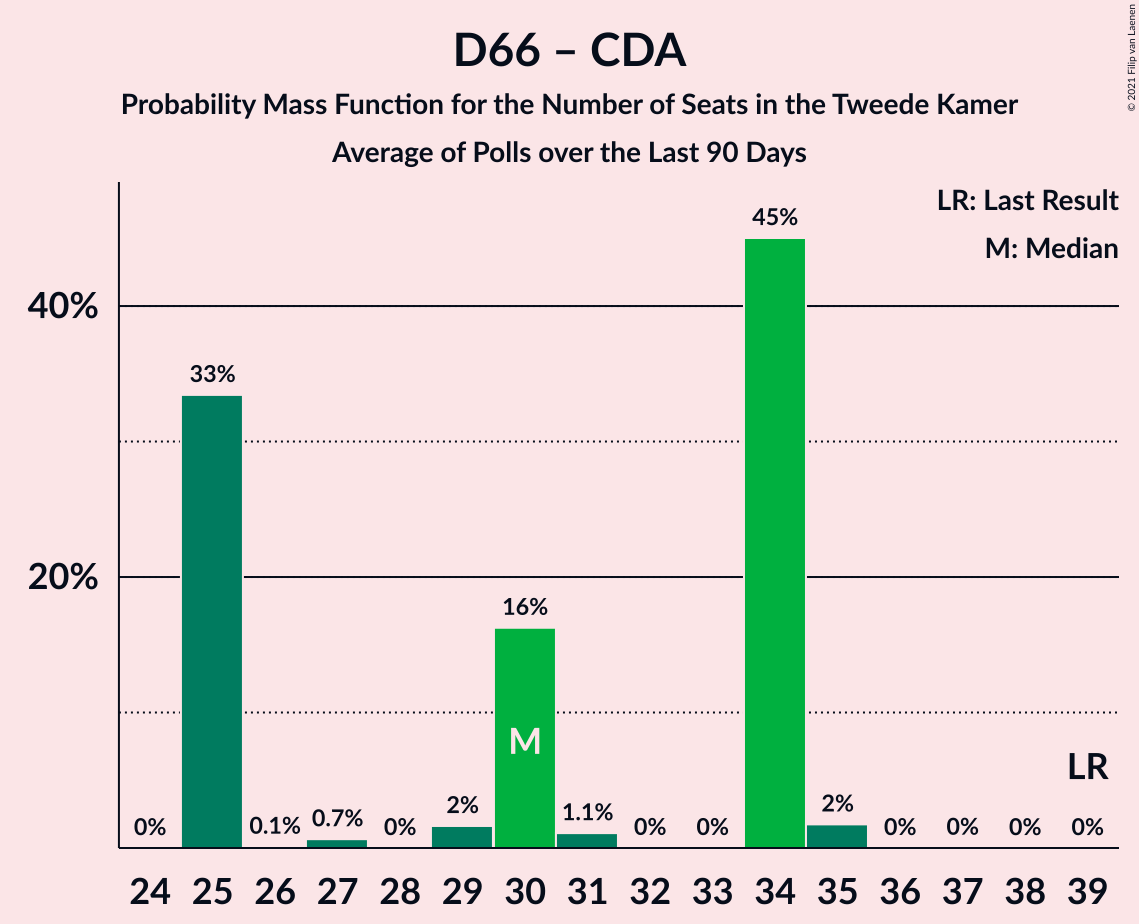 D66 – CDA
Probability Mass Function for the Number of Seats in the Tweede Kamer
Average of Polls over the Last 90 Days
© 2021 Filip van Laenen
LR: Last Result
M: Median
40%
20%
0%
33%
0.1%
0.7%
0%
2%
16%
1.1%
0%
0%
45%
2%
0%
0%
0%
0%
M
LR
24 25 26 27 28 29 30 31 32 33 34 35 36 37 38 39